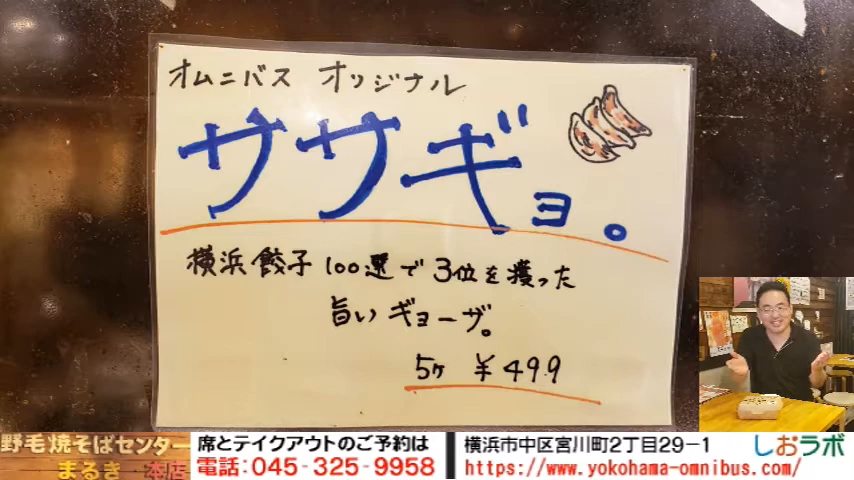 オムニバス オリジナル
ササギョ。
横浜餃子100選で3位を獲った
旨いギョーザ。
5ヶ ¥499
野毛焼そばセンター
まるき 本店
席とテイクアウトのご予約は
電話:045-325-9958
横浜市中区宮川町2丁目29-1
https://www.yokohama-omnibus.com/
しおラボ